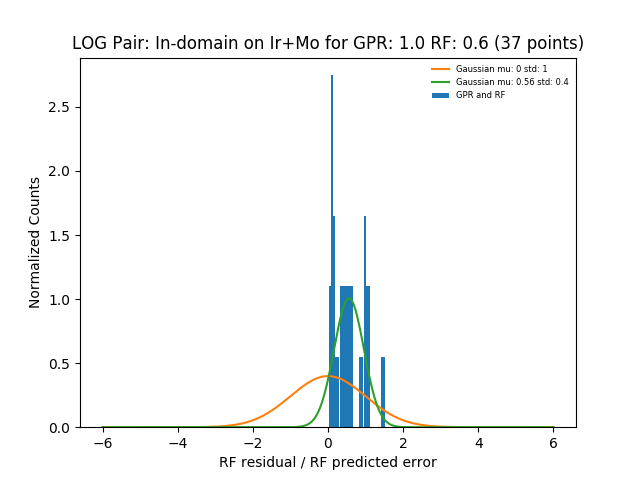 LOG Pair: In-domain on Ir+Mo for GPR: 1.0 RF: 0.6 (37 points)
Gaussian mu: 0 std: 1
Gaussian mu: 0.56 std: 0.4
GPR and RF
Normalized Counts
2.5
2.0
1.5
1.0
0.5
0.0
−6 −4 −2 0 2 4 6
RF residual / RF predicted error